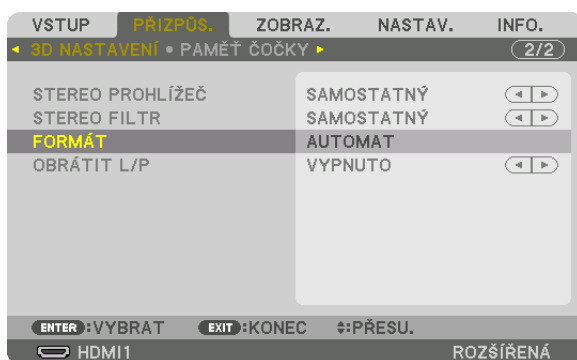 VSTUP PŘIZPŮS. ZOBRAZ. NASTAV. INFO.
3D NASTAVENÍ • PAMĚŤ ČOČKY 2/2
STEREO PROHLÍŽEČ SAMOSTATNÝ
STEREO FILTR SAMOSTATNÝ
FORMÁT AUTOMAT
OBRÁTIT L/P VYPNUTO
ENTER :VYBRAT EXIT :KONEC :PŘESU.
HDMI1 ROZŠÍŘENÁ